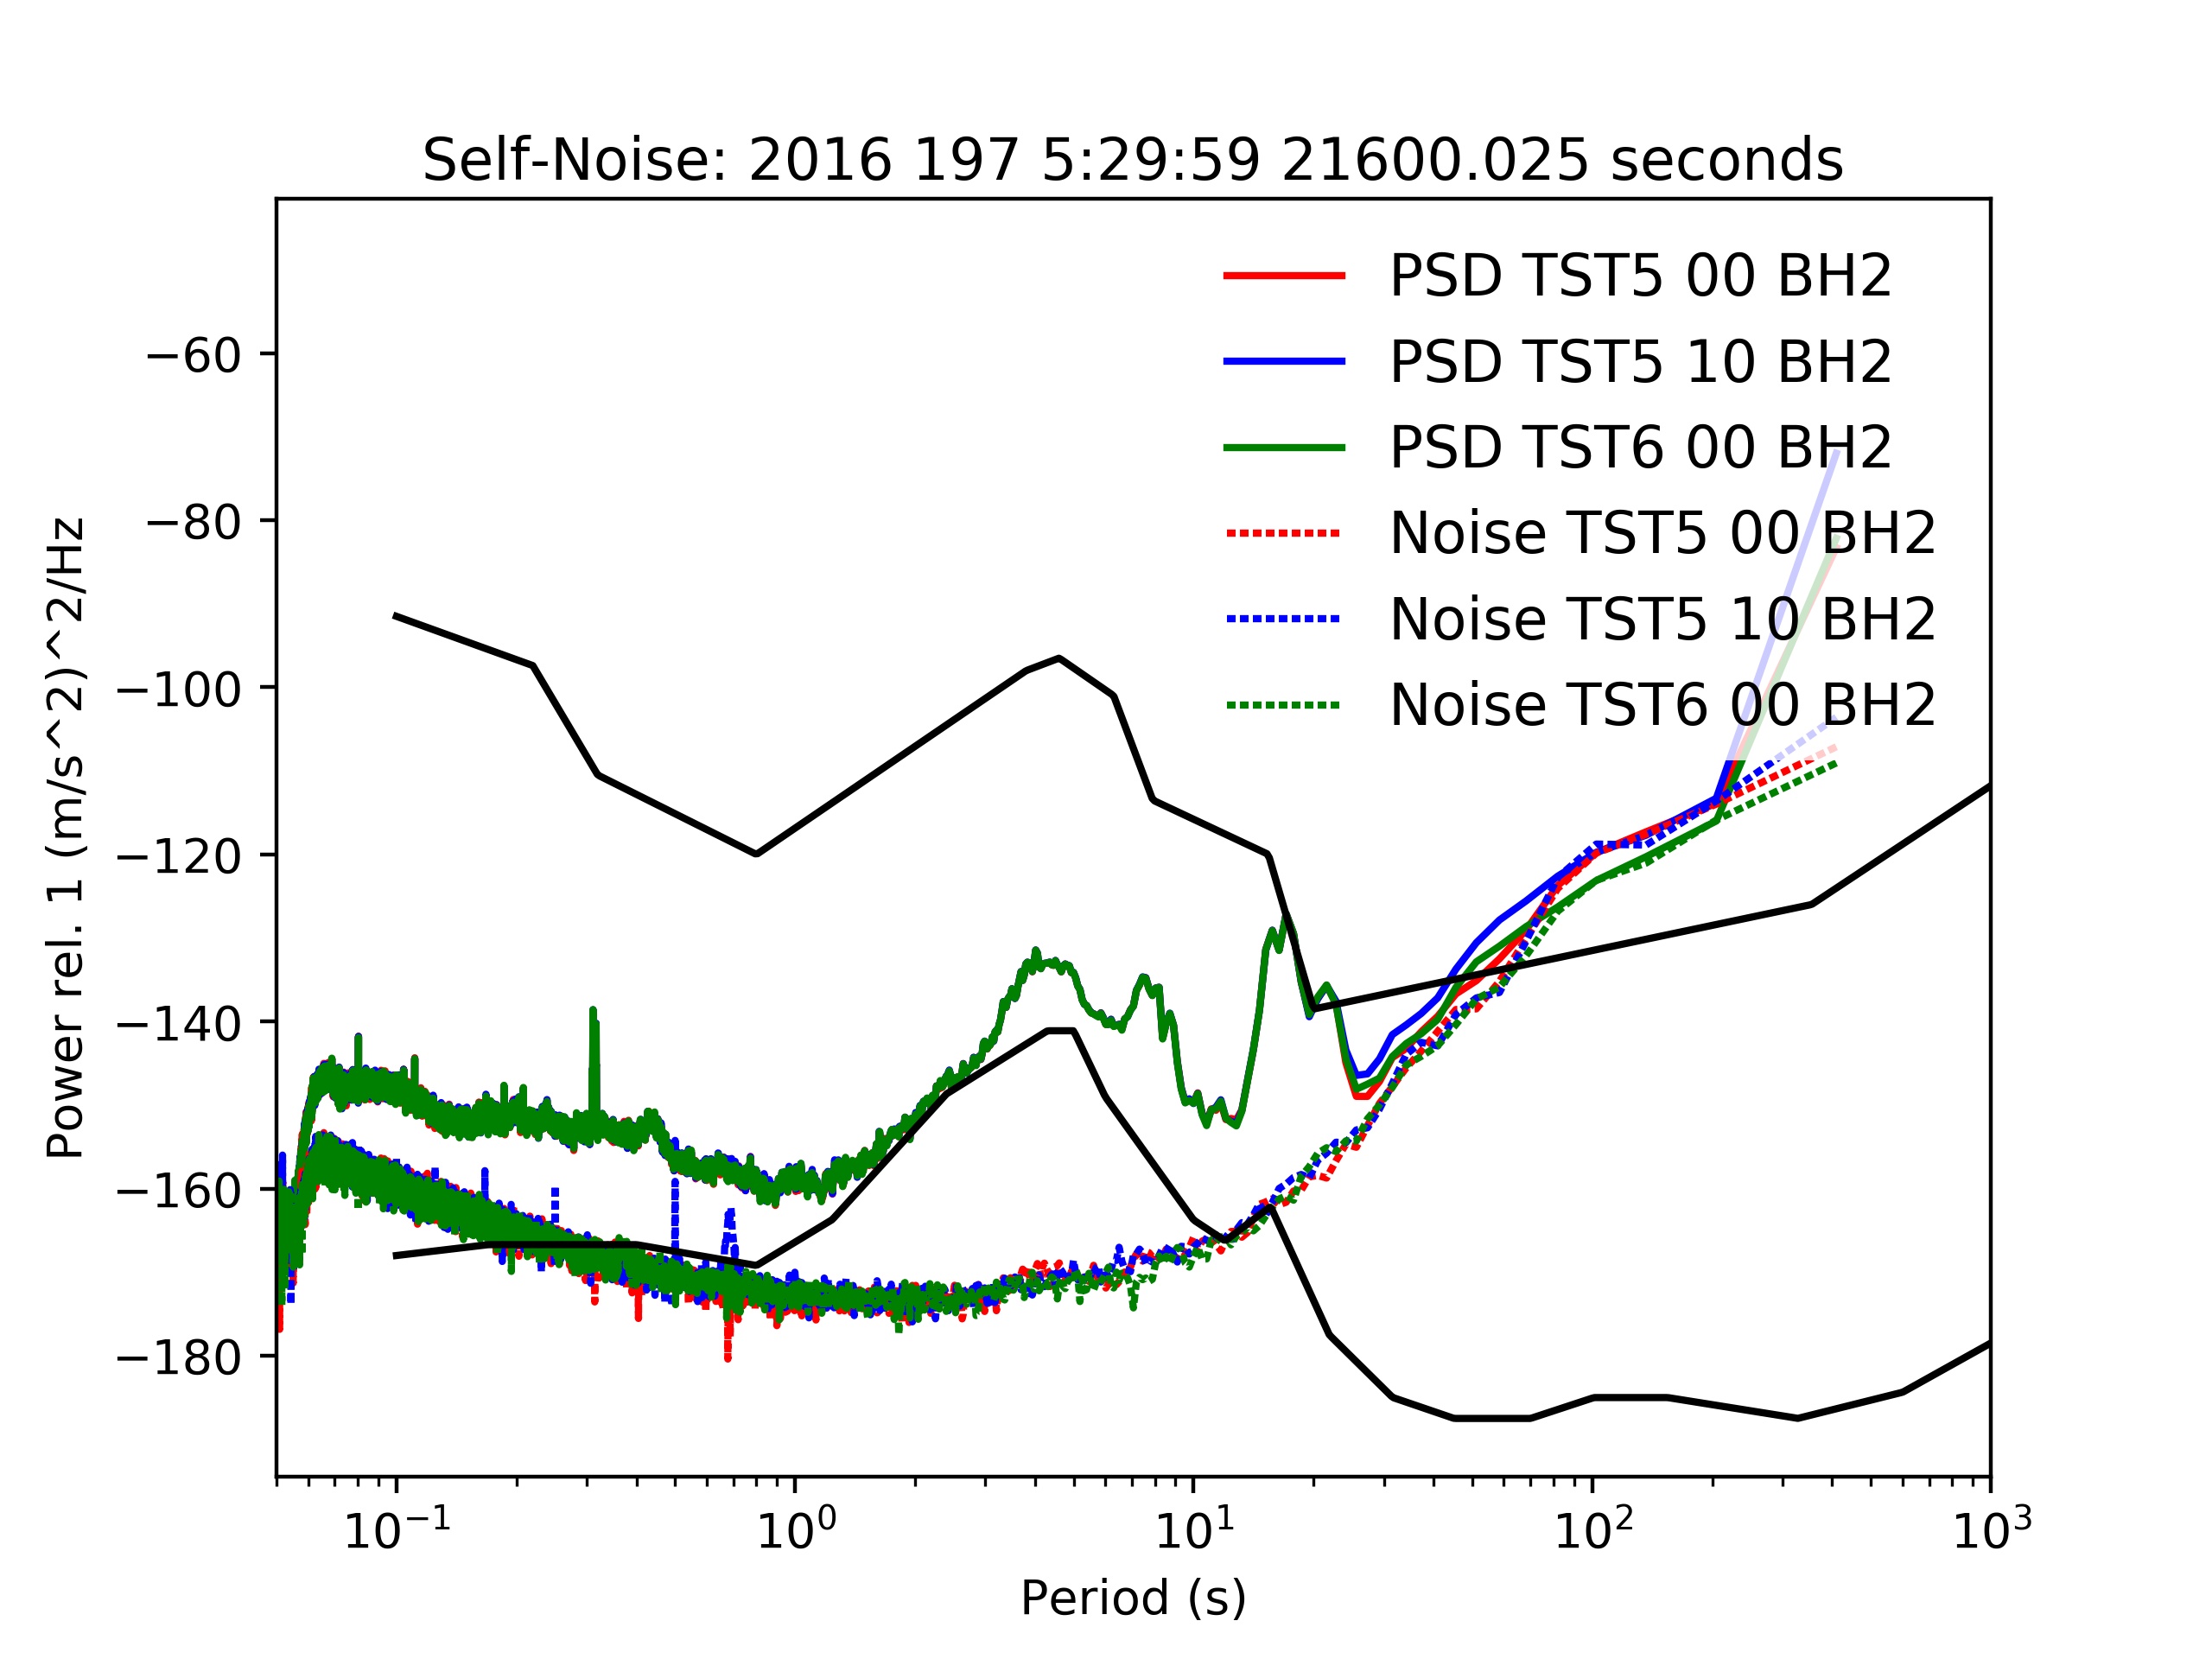 Self-Noise: 2016 197 5:29:59 21600.025 seconds
PSD TST5 00 BH2
PSD TST5 10 BH2
PSD TST6 00 BH2
Noise TST5 00 BH2
Noise TST5 10 BH2
Noise TST6 00 BH2
Power rel. 1 (m/s^2)^2/Hz
−60
−80
−100
−120
−140
−160
−180
10⁻¹ 10⁰ 10¹ 10² 10³
Period (s)